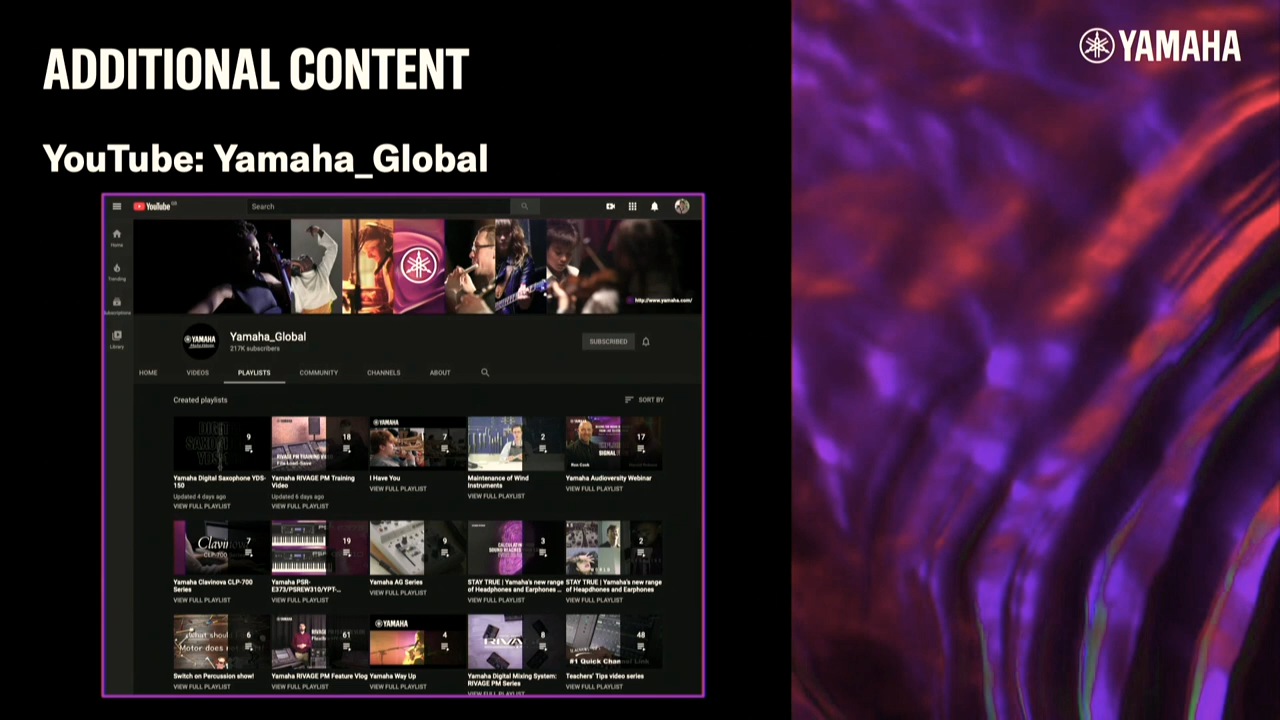 ADDITIONAL CONTENT
YAMAHA
YouTube: Yamaha_Global
YouTube
Search
Home
Trending
Subscriptions
Library
http://www.yamaha.com/
YAMAHA
Yamaha_Global
217K subscribers
SUBSCRIBED
HOME VIDEOS PLAYLISTS COMMUNITY CHANNELS ABOUT
Created playlists
SORT BY
9 18 7 2 17
Yamaha Digital Saxophone YDS-150
Updated 4 days ago
VIEW FULL PLAYLIST
Yamaha RIVAGE PM Training Video
Updated 6 days ago
VIEW FULL PLAYLIST
YAMAHA
I Have You
VIEW FULL PLAYLIST
Maintenance of Wind Instruments
VIEW FULL PLAYLIST
Yamaha Audioversity Webinar
VIEW FULL PLAYLIST
7 19 9 3 2
Yamaha Clavinova CLP-700 Series
VIEW FULL PLAYLIST
Yamaha PSR-E373/PSREW310/YPT-...
VIEW FULL PLAYLIST
Yamaha AG Series
VIEW FULL PLAYLIST
STAY TRUE | Yamaha's new range of Headphones and Earphones ...
VIEW FULL PLAYLIST
STAY TRUE | Yamaha's new range of Heapdhones and Earphones
VIEW FULL PLAYLIST
6 61 4 8 48
Switch on Percussion show!
VIEW FULL PLAYLIST
Yamaha RIVAGE PM Feature Vlog
VIEW FULL PLAYLIST
YAMAHA
Yamaha Way Up
VIEW FULL PLAYLIST
Yamaha Digital Mixing System: RIVAGE PM Series
VIEW FULL PLAYLIST
#1 Quick Channel Link
Teachers' Tips video series
VIEW FULL PLAYLIST